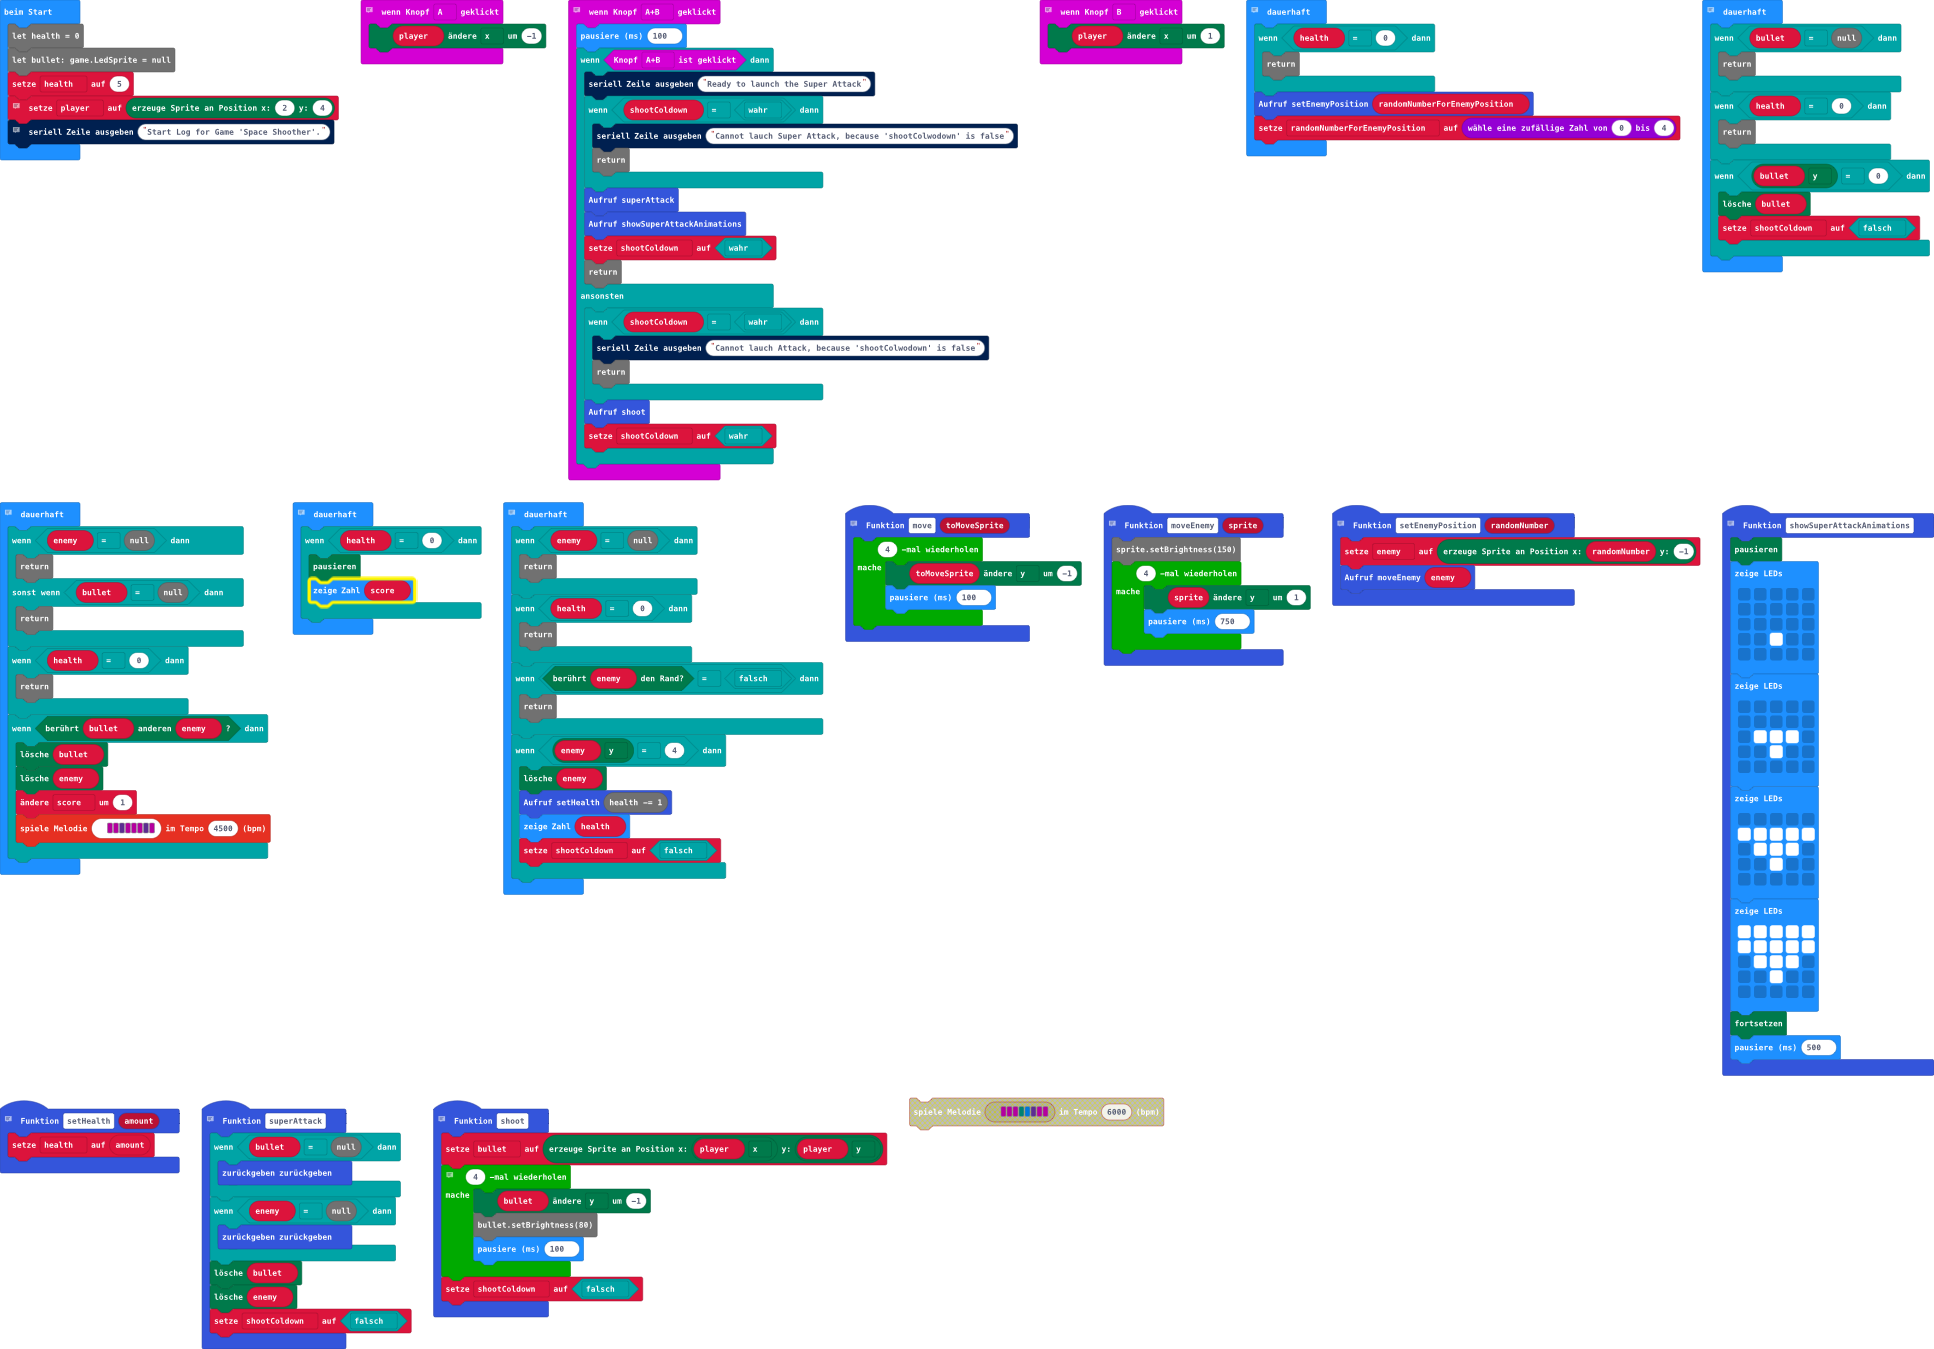 beim Start
let health = 0
let bullet: game.LedSprite = null
setze health auf 5
setze player auf erzeuge Sprite an Position x: 2 y: 4
seriell Zeile ausgeben "Start Log for Game 'Space Shoother'."
wenn Knopf A geklickt
player ändere x um -1
wenn Knopf A+B geklickt
pausiere (ms) 100
wenn Knopf A+B ist geklickt dann
seriell Zeile ausgeben "Ready to launch the Super Attack"
wenn shootColdown = wahr dann
seriell Zeile ausgeben "Cannot lauch Super Attack, because 'shootColwodown' is false"
return
Aufruf superAttack
Aufruf showSuperAttackAnimations
setze shootColdown auf wahr
return
ansonsten
wenn shootColdown = wahr dann
seriell Zeile ausgeben "Cannot lauch Attack, because 'shootColwodown' is false"
return
Aufruf shoot
setze shootColdown auf wahr
wenn Knopf B geklickt
player ändere x um 1
dauerhaft
wenn health = 0 dann
return
Aufruf setEnemyPosition randomNumberForEnemyPosition
setze randomNumberForEnemyPosition auf wähle eine zufällige Zahl von 0 bis 4
dauerhaft
wenn bullet = null dann
return
wenn health = 0 dann
return
wenn bullet y = 0 dann
lösche bullet
setze shootColdown auf falsch
dauerhaft
wenn enemy = null dann
return
sonst wenn bullet = null dann
return
wenn health = 0 dann
return
wenn berührt bullet anderen enemy ? dann
lösche bullet
lösche enemy
ändere score um 1
spiele Melodie im Tempo 4500 (bpm)
dauerhaft
wenn health = 0 dann
pausieren
zeige Zahl score
dauerhaft
wenn enemy = null dann
return
wenn health = 0 dann
return
wenn berührt enemy den Rand? = falsch dann
return
wenn enemy y = 4 dann
lösche enemy
Aufruf setHealth health -= 1
zeige Zahl health
setze shootColdown auf falsch
Funktion move toMoveSprite
4 -mal wiederholen
mache toMoveSprite ändere y um -1
pausiere (ms) 100
Funktion moveEnemy sprite
sprite.setBrightness(150)
4 -mal wiederholen
mache sprite ändere y um 1
pausiere (ms) 750
Funktion setEnemyPosition randomNumber
setze enemy auf erzeuge Sprite an Position x: randomNumber y: -1
Aufruf moveEnemy enemy
Funktion showSuperAttackAnimations
pausieren
zeige LEDs
zeige LEDs
zeige LEDs
zeige LEDs
fortsetzen
pausiere (ms) 500
Funktion setHealth amount
setze health auf amount
Funktion superAttack
wenn bullet = null dann
zurückgeben zurückgeben
wenn enemy = null dann
zurückgeben zurückgeben
lösche bullet
lösche enemy
setze shootColdown auf falsch
Funktion shoot
setze bullet auf erzeuge Sprite an Position x: player x y: player y
4 -mal wiederholen
mache bullet ändere y um -1
bullet.setBrightness(80)
pausiere (ms) 100
setze shootColdown auf falsch
spiele Melodie im Tempo 6000 (bpm)